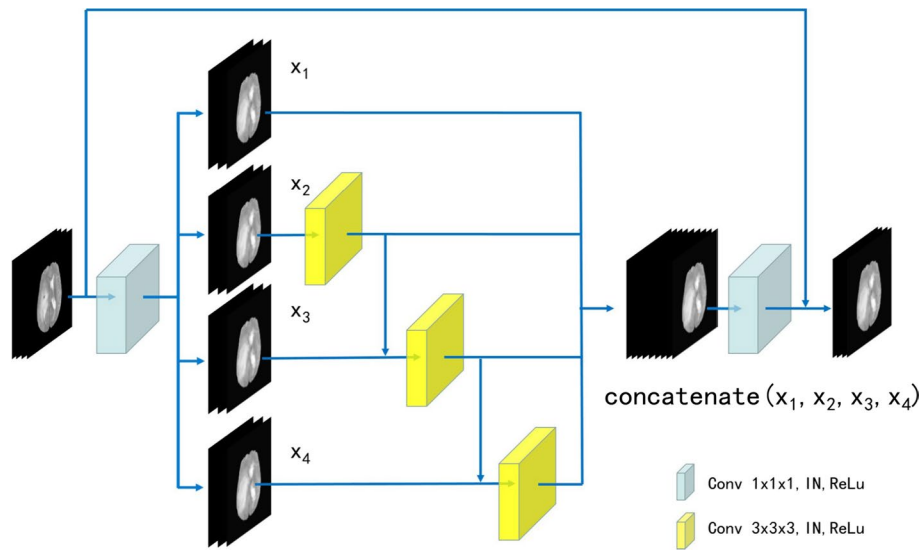 x₁
x₂
x₃
x₄
concatenate(x₁, x₂, x₃, x₄)
Conv 1x1x1, IN, ReLu
Conv 3x3x3, IN, ReLu